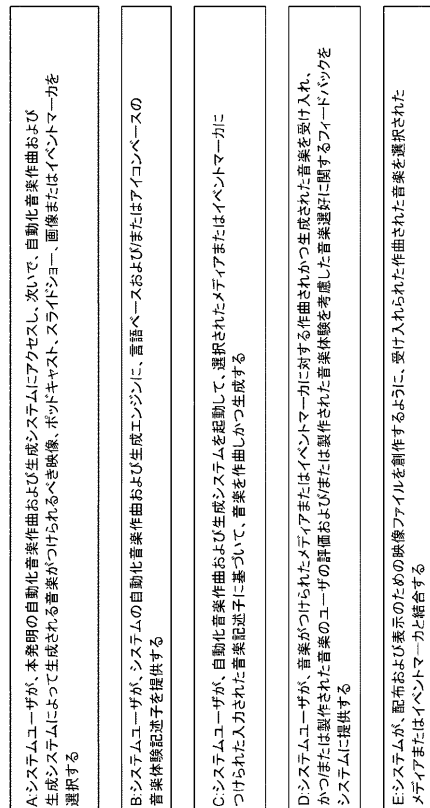 A:システムユーザが、本発明の自動化音楽作曲および生成システムにアクセスし、次いで、自動化音楽作曲および
生成システムによって生成される音楽がつけられるべき映像、ポッドキャスト、スライドショー、画像またはイベントマーカを
選択する
B:システムユーザが、システムの自動化音楽作曲および生成エンジンに、言語ベースおよび/またはアイコンベースの
音楽体験記述子を提供する
C:システムユーザが、自動化音楽作曲および生成システムを起動して、選択されたメディアまたはイベントマーカに
つけられた入力された音楽記述子に基づいて、音楽を作曲しかつ生成する
D:システムユーザが、音楽がつけられたメディアまたはイベントマーカに対する作曲されかつ生成された音楽を受け入れ、
かつ/または製作された音楽のユーザの評価および/または製作された音楽体験を考慮した音楽選好に関するフィードバックを
システムに提供する
E:システムが、配布および表示のための映像ファイルを創作するように、受け入れられた作曲された音楽を選択された
メディアまたはイベントマーカと結合する